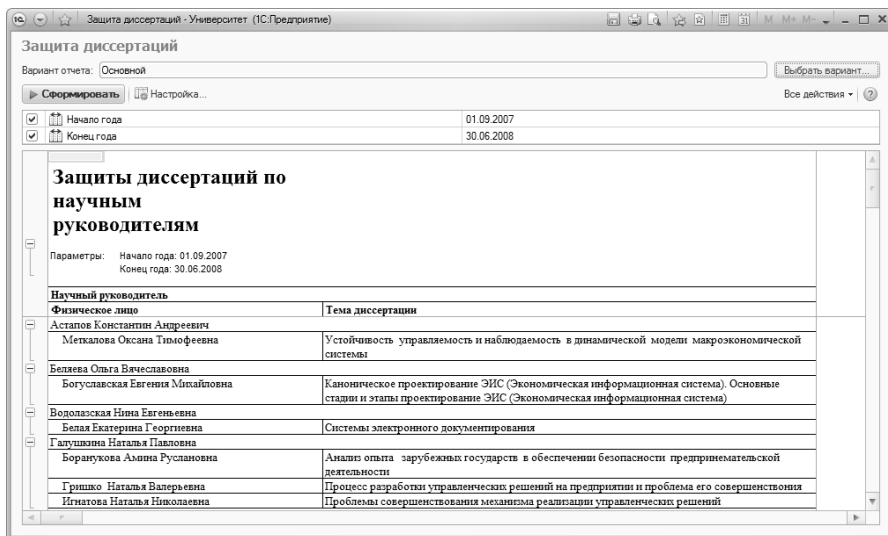 Защита диссертаций - Университет (1С:Предприятие)
M M+ M-
Защита диссертаций
Вариант отчета: Основной Выбрать вариант...
Сформировать Настройка... Все действия
Начало года 01.09.2007
Конец года 30.06.2008
Защиты диссертаций по
научным
руководителям
Параметры: Начало года: 01.09.2007
Конец года: 30.06.2008
Научный руководитель
Физическое лицо Тема диссертации
Астапов Константин Андреевич
Меткалова Оксана Тимофеевна Устойчивость управляемость и наблюдаемость в динамической модели макроэкономической
системы
Беляева Ольга Вячеславовна
Богуславская Евгения Михайловна Каноническое проектирование ЭИС (Экономическая информационная система). Основные
стадии и этапы проектирование ЭИС (Экономическая информационная система)
Водолазская Нина Евгеньевна
Белая Екатерина Георгиевна Системы электронного документирования
Галушкина Наталья Павловна
Боранукова Амина Руслановна Анализ опыта зарубежных государств в обеспечении безопасности предпринемательской
деятельности
Гришко Наталья Валерьевна Процесс разработки управленческих решений на предприятии и проблема его совершенствония
Игнатова Наталья Николаевна Проблемы совершенствования механизма реализации управленческих решений